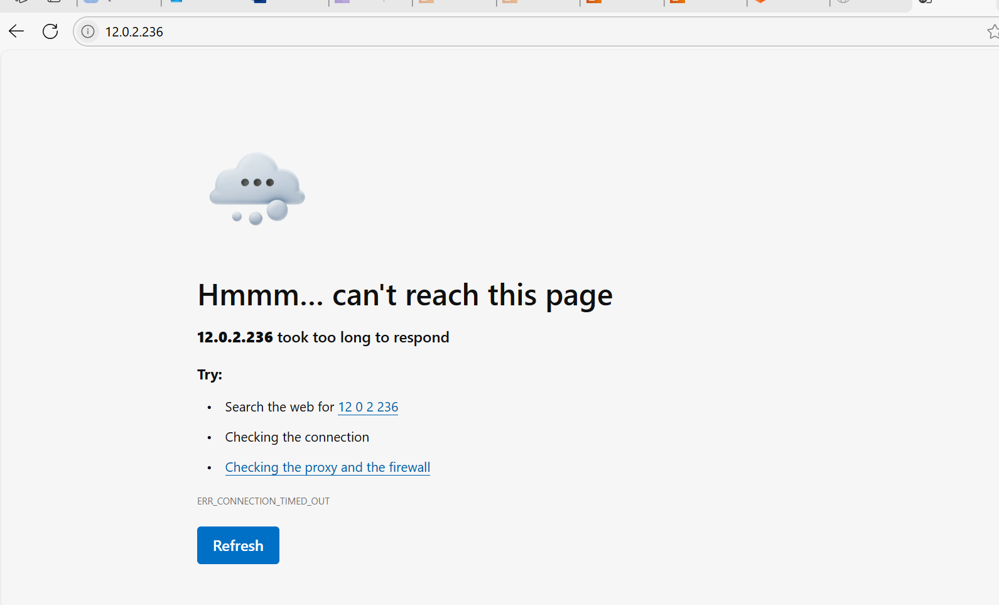 12.0.2.236
Hmmm... can't reach this page
12.0.2.236 took too long to respond
Try:
• Search the web for 12 0 2 236
• Checking the connection
• Checking the proxy and the firewall
ERR_CONNECTION_TIMED_OUT
Refresh